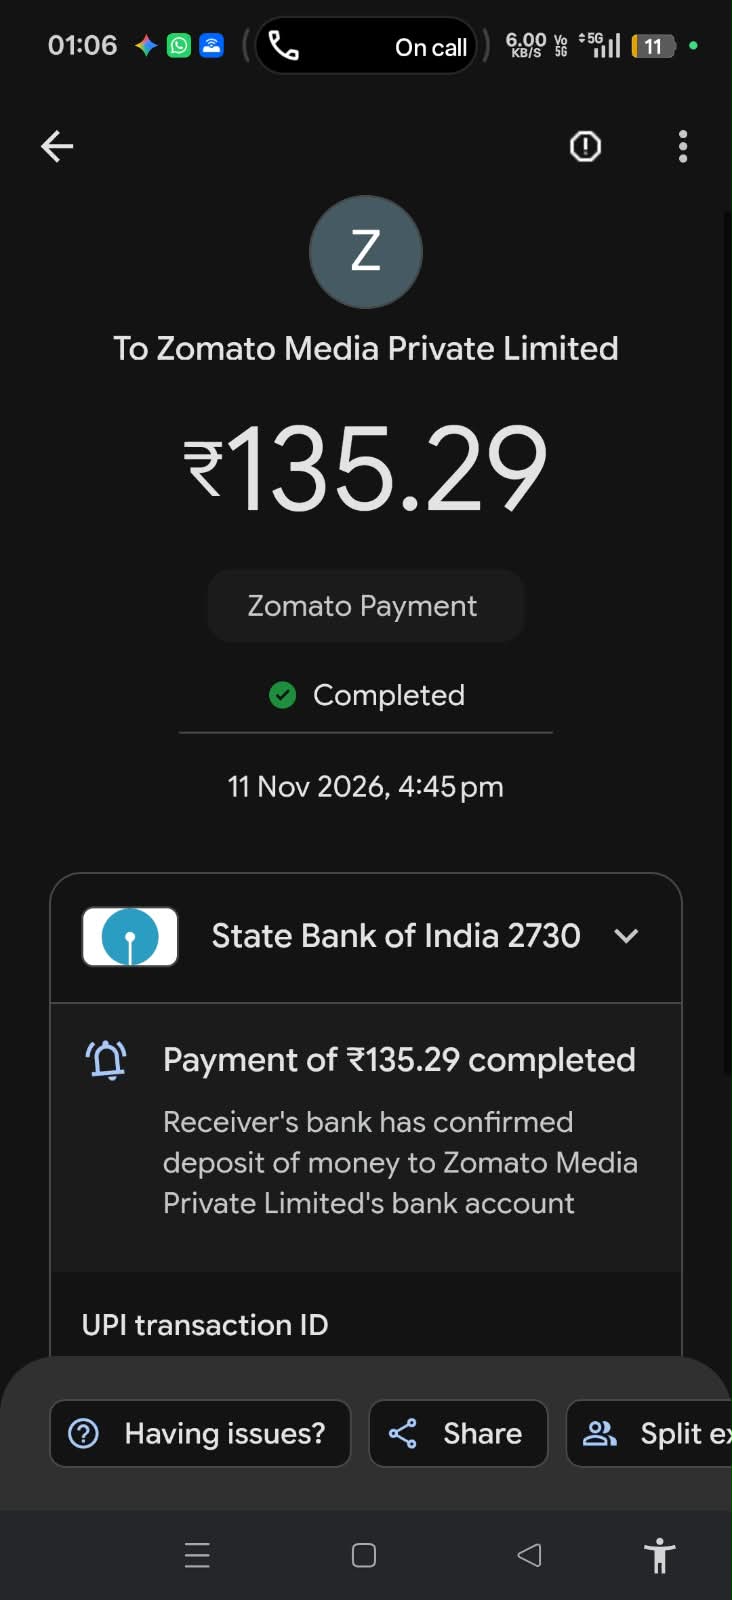 01:06
On call
6.00
KB/S
Vo
5G
5G
11
Z
To Zomato Media Private Limited
₹135.29
Zomato Payment
Completed
11 Nov 2026, 4:45 pm
State Bank of India 2730
Payment of ₹135.29 completed
Receiver's bank has confirmed
deposit of money to Zomato Media
Private Limited's bank account
UPI transaction ID
Having issues?
Share
Split ex